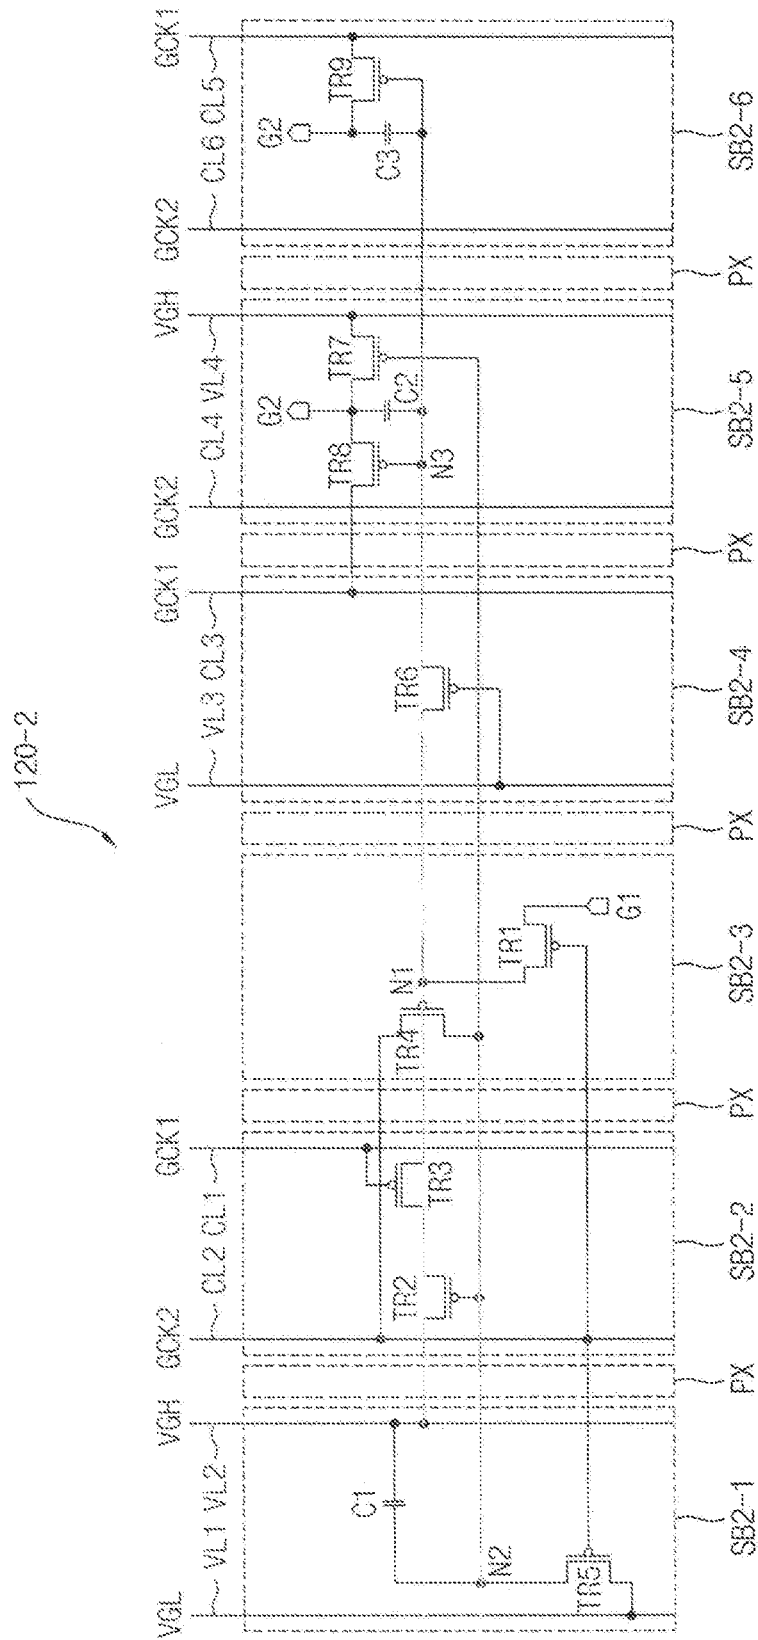 120-2
VGL
VL1
VL2
VGH
GCK2
CL2
CL1
GCK1
VGL
VL3
CL3
GCK1
GCK2
CL4
VL4
VGH
GCK2
CL6
CL5
GCK1
C1
N2
TR5
TR2
TR3
TR4
N1
TR1
G1
TR6
TR8
G2
TR7
C2
N3
G2
TR9
C3
SB2-1
PX
SB2-2
PX
SB2-3
PX
SB2-4
PX
SB2-5
PX
SB2-6